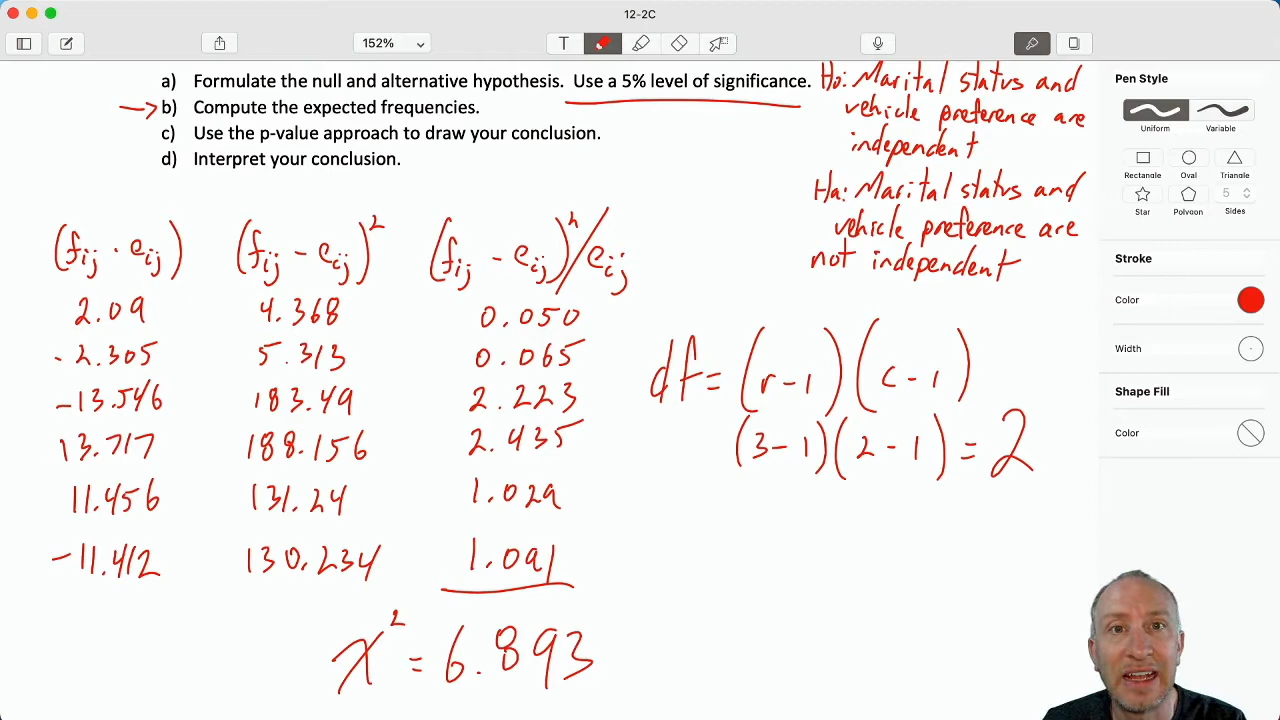 12-2C
152%
T
a) Formulate the null and alternative hypothesis. Use a 5% level of significance.
b) Compute the expected frequencies.
c) Use the p-value approach to draw your conclusion.
d) Interpret your conclusion.
Ho: Marital status and
vehicle preference are
independent
Ha: Marital status and
vehicle preference are
not independent
(fij - eij) (fij - eij)² (fij - eij)²/eij
2.09 4.368 0.050
-2.305 5.313 0.065
-13.546 183.49 2.223
13.717 188.156 2.435
11.456 131.24 1.029
-11.412 130.234 1.091
χ² = 6.893
df = (r-1)(c-1)
(3-1)(2-1) = 2
Pen Style
Uniform Variable
Rectangle Oval Triangle
5
Star Polygon Sides
Stroke
Color
Width
Shape Fill
Color